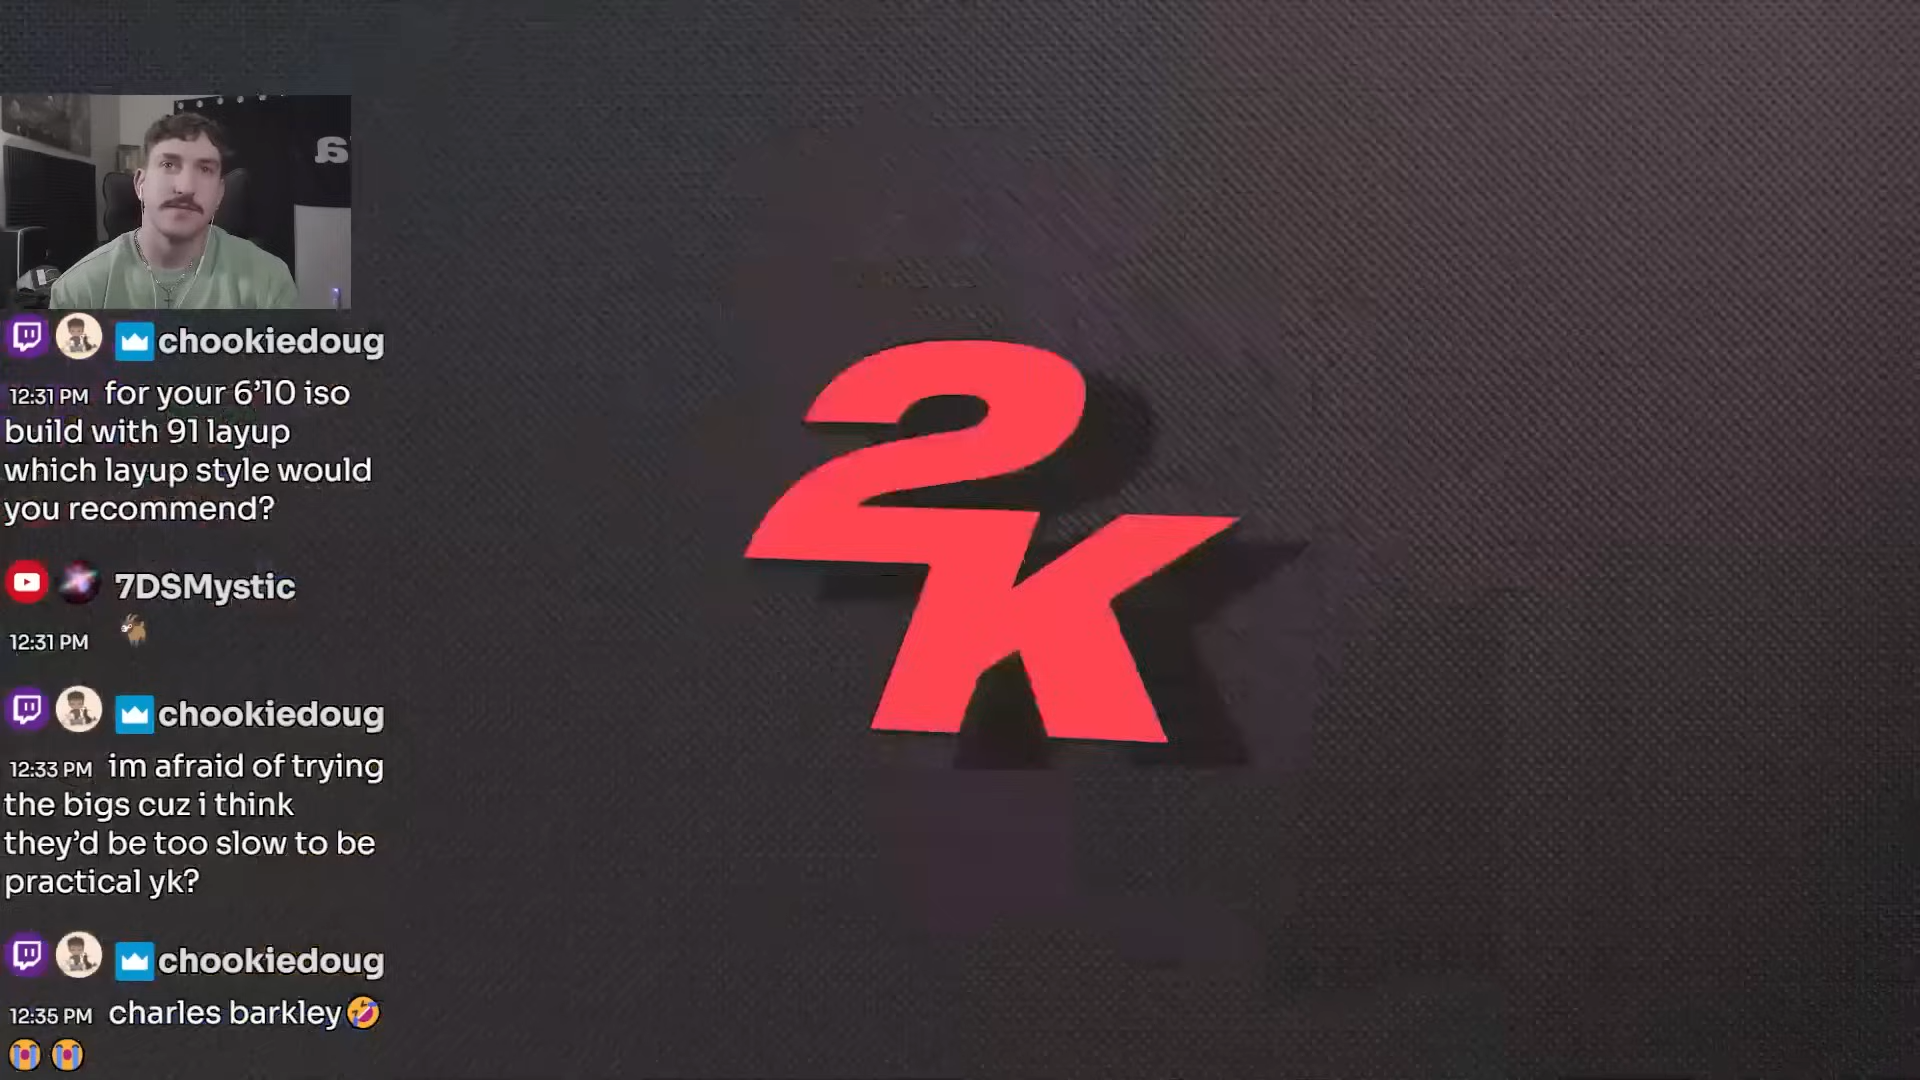 a
chookiedoug
12:31 PM for your 6’10 iso
build with 91 layup
which layup style would
you recommend?
7DSMystic
12:31 PM
chookiedoug
12:33 PM im afraid of trying
the bigs cuz i think
they’d be too slow to be
practical yk?
chookiedoug
12:35 PM charles barkley🤣
😭😭
2K